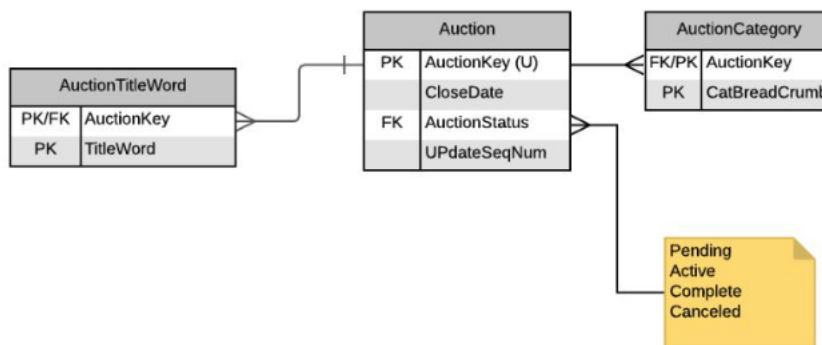 AuctionTitleWord
PK/FK AuctionKey
PK TitleWord
Auction
PK AuctionKey (U)
CloseDate
FK AuctionStatus
UPdateSeqNum
AuctionCategory
FK/PK AuctionKey
PK CatBreadCrumb
Pending
Active
Complete
Canceled